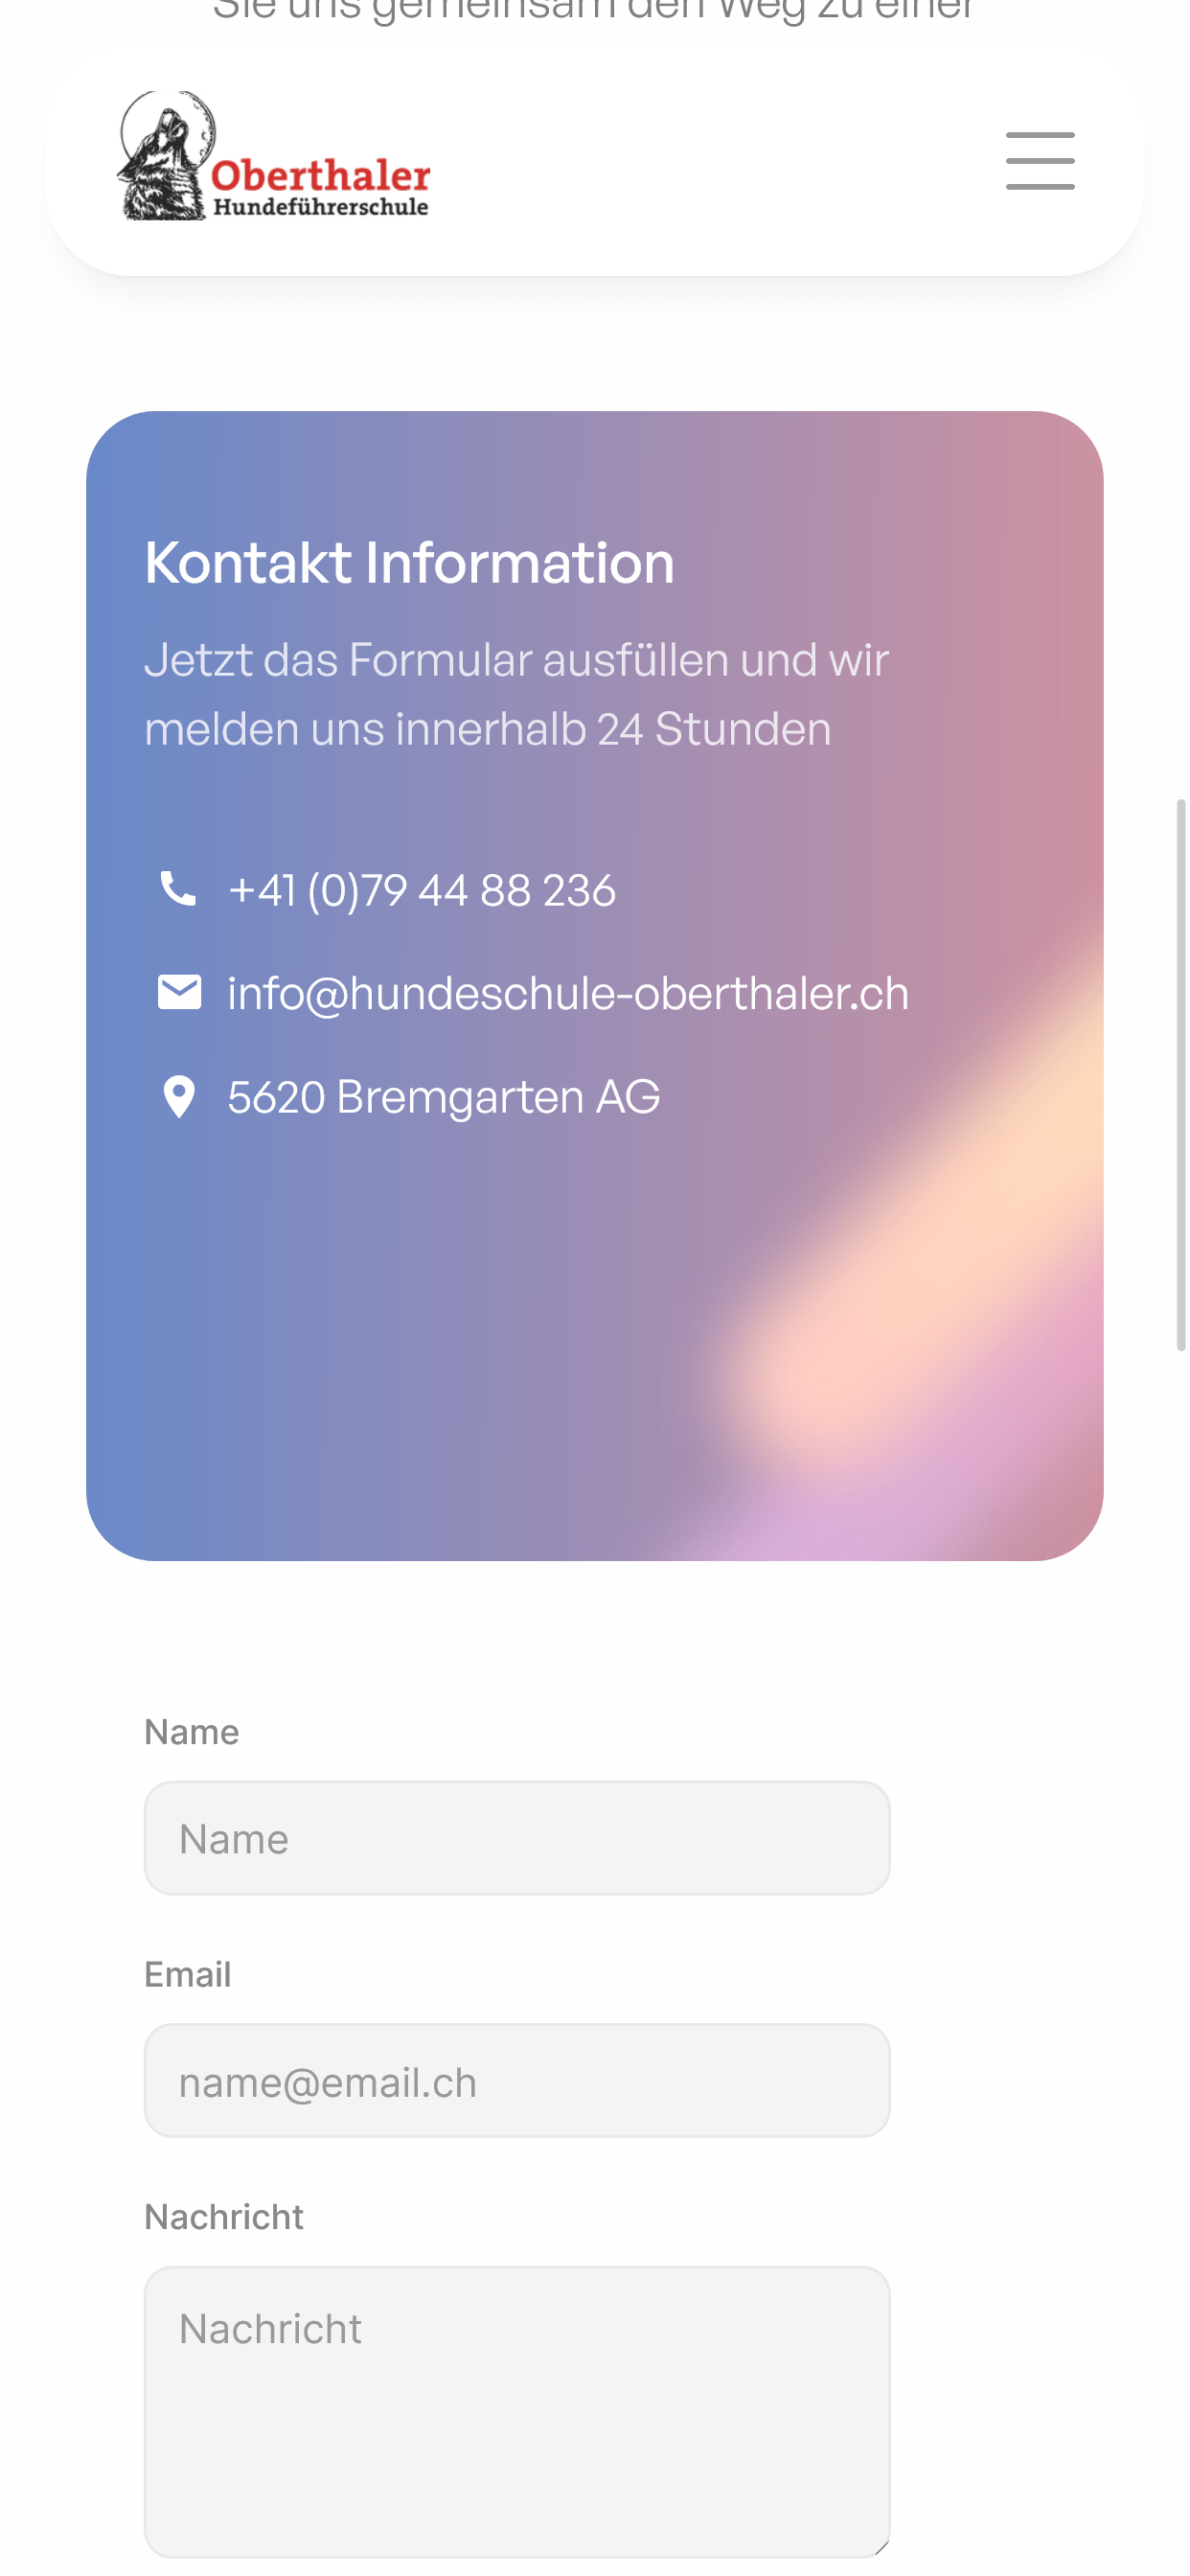 Sie uns gemeinsam den Weg zu einer
Oberthaler
Hundeführerschule
Kontakt Information
Jetzt das Formular ausfüllen und wir
melden uns innerhalb 24 Stunden
+41 (0)79 44 88 236
info@hundeschule-oberthaler.ch
5620 Bremgarten AG
Name
Name
Email
name@email.ch
Nachricht
Nachricht